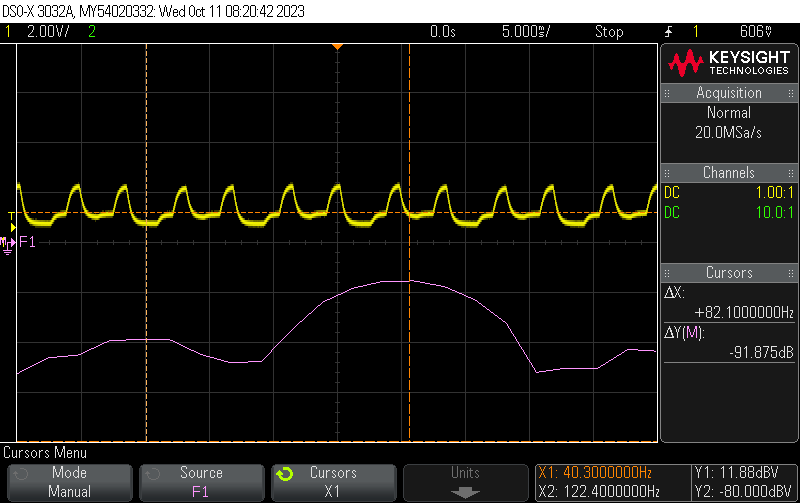 DSO-X 3032A, MY54020332: Wed Oct 11 08:20:42 2023
1 2.00V/ 2 0.0s 5.000s/ Stop 1 606
KEYSIGHT
TECHNOLOGIES
Acquisition
Normal
20.0MSa/s
Channels
DC 1.00:1
DC 10.0:1
Cursors
ΔX:
+82.1000000Hz
ΔY(M):
-91.875dB
T
M F1
Cursors Menu
Mode
Manual
Source
F1
Cursors
X1
Units
X1: 40.3000000Hz
X2: 122.4000000Hz
Y1: 11.88dBV
Y2: -80.000dBV